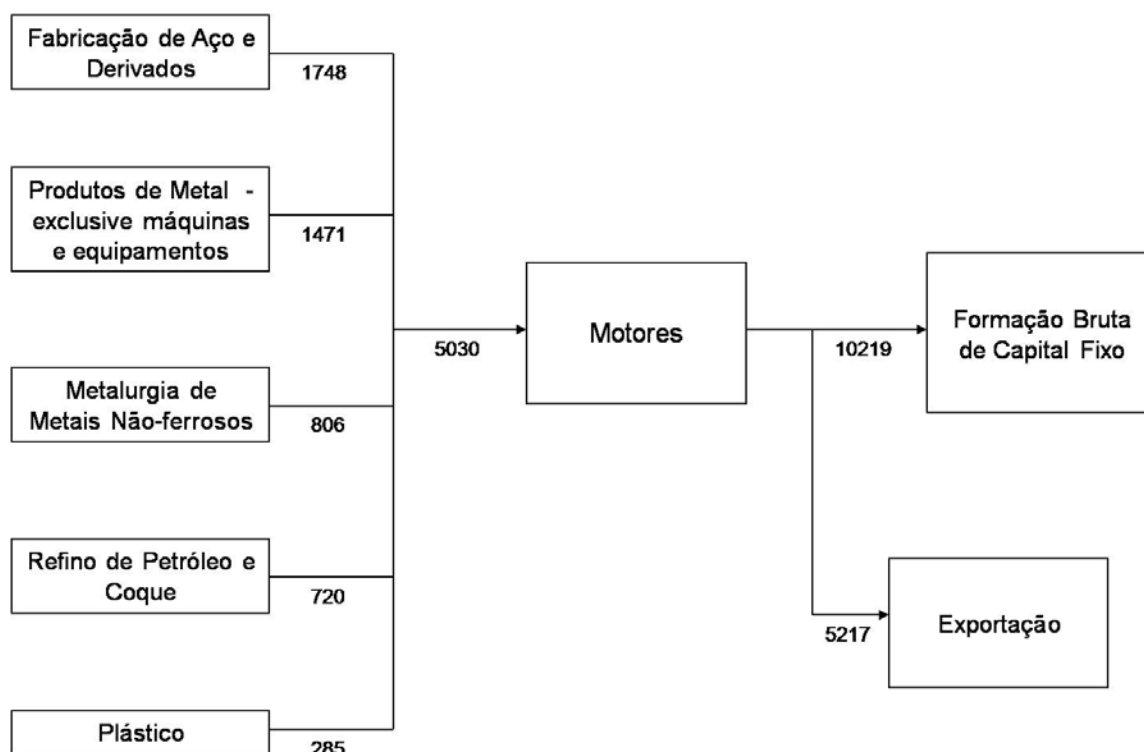 Fabricação de Aço e
Derivados
1748
Produtos de Metal -
exclusive máquinas
e equipamentos
1471
Metalurgia de
Metais Não-ferrosos
806
Refino de Petróleo e
Coque
720
Plástico
285
5030
Motores
10219
Formação Bruta
de Capital Fixo
5217
Exportação